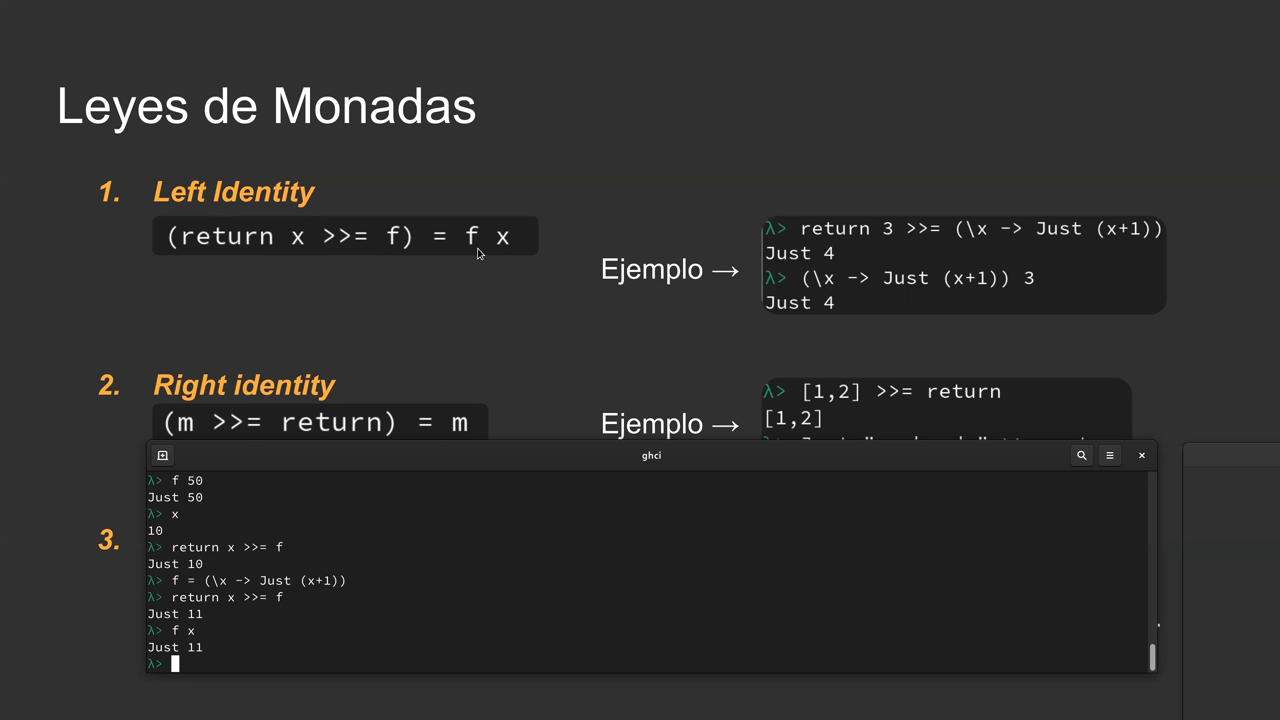 Leyes de Monadas
1. Left Identity
(return x >>= f) = f x
Ejemplo →
λ> return 3 >>= (\x -> Just (x+1))
Just 4
λ> (\x -> Just (x+1)) 3
Just 4
2. Right identity
(m >>= return) = m
Ejemplo →
λ> [1,2] >>= return
[1,2]
3.
ghci
λ> f 50
Just 50
λ> x
10
λ> return x >>= f
Just 10
λ> f = (\x -> Just (x+1))
λ> return x >>= f
Just 11
λ> f x
Just 11
λ>